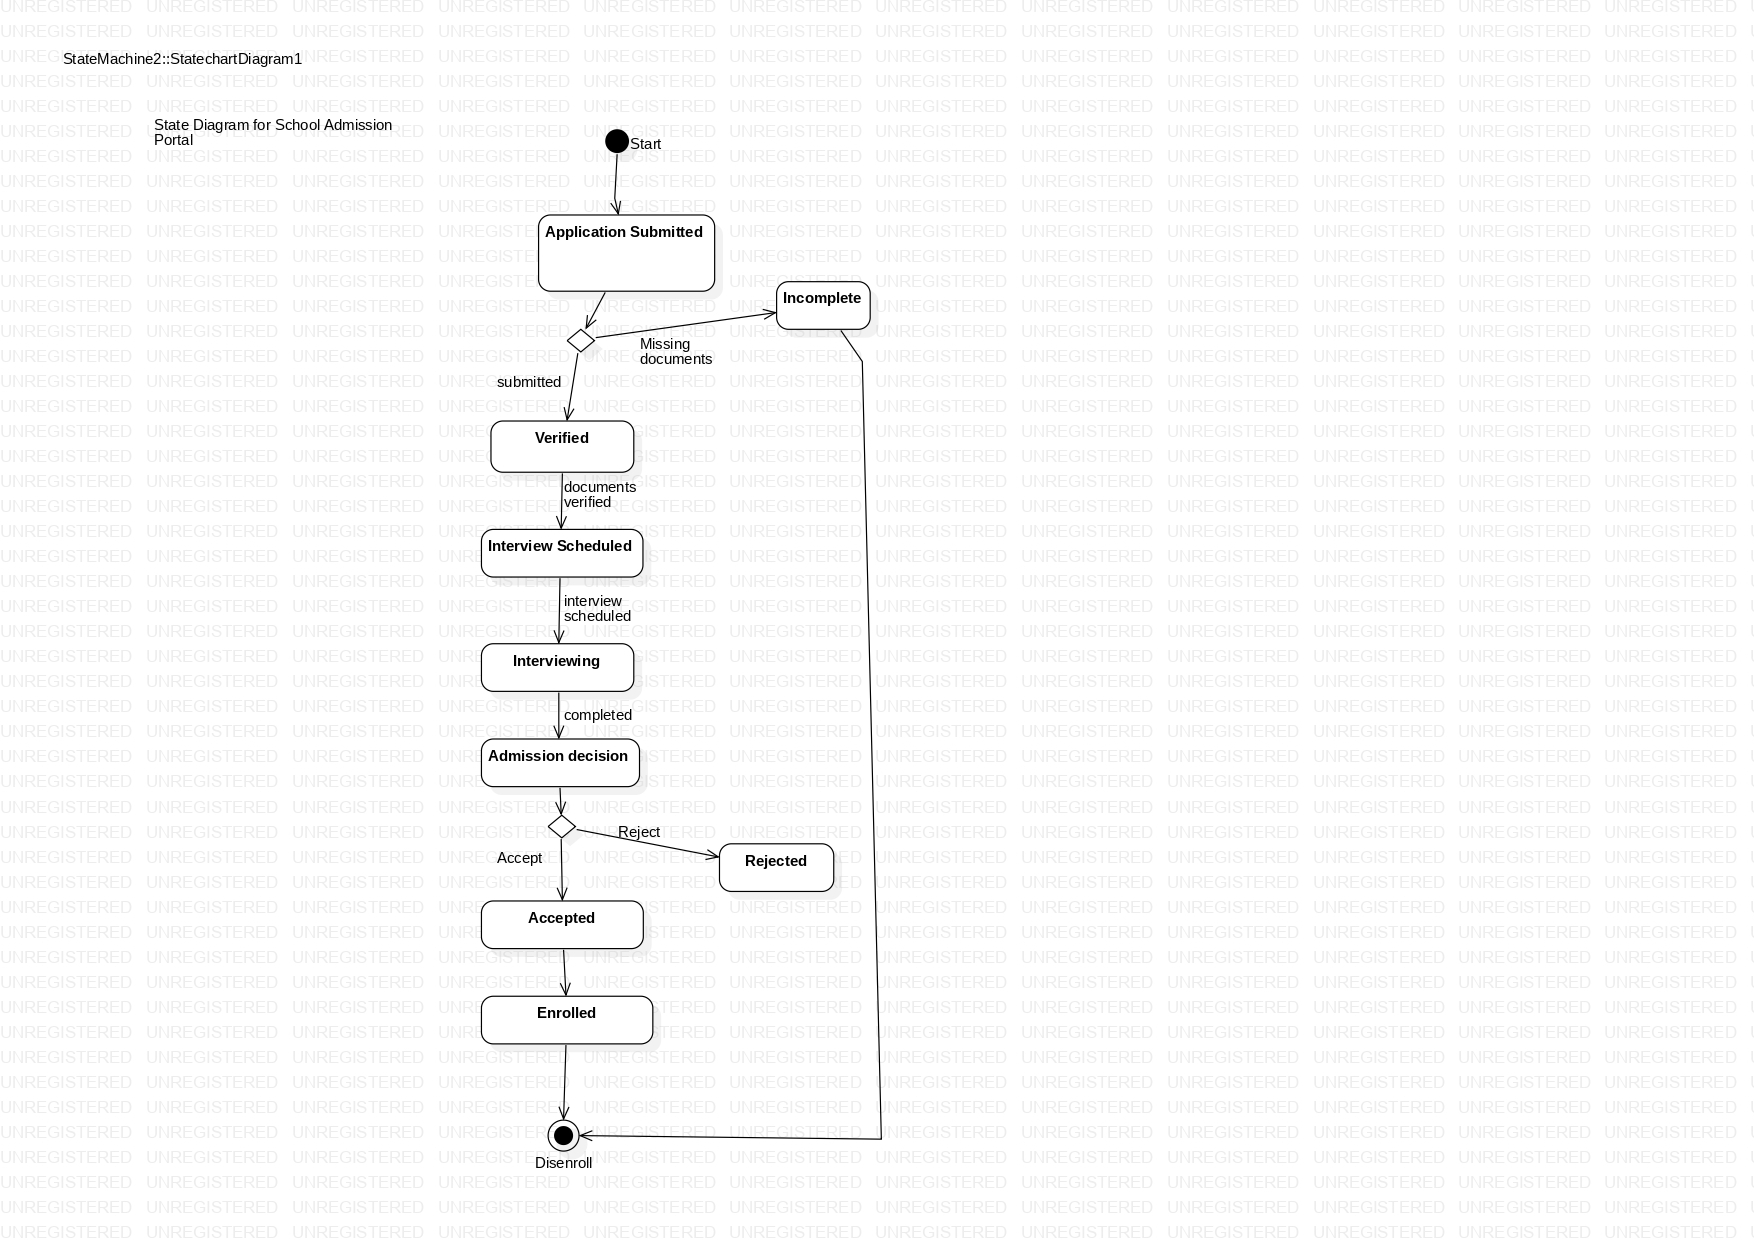 StateMachine2::StatechartDiagram1
State Diagram for School Admission
Portal
Start
Application Submitted
Incomplete
Missing
documents
submitted
Verified
documents
verified
Interview Scheduled
interview
scheduled
Interviewing
completed
Admission decision
Reject
Accept
Rejected
Accepted
Enrolled
Disenroll
UNREGISTERED